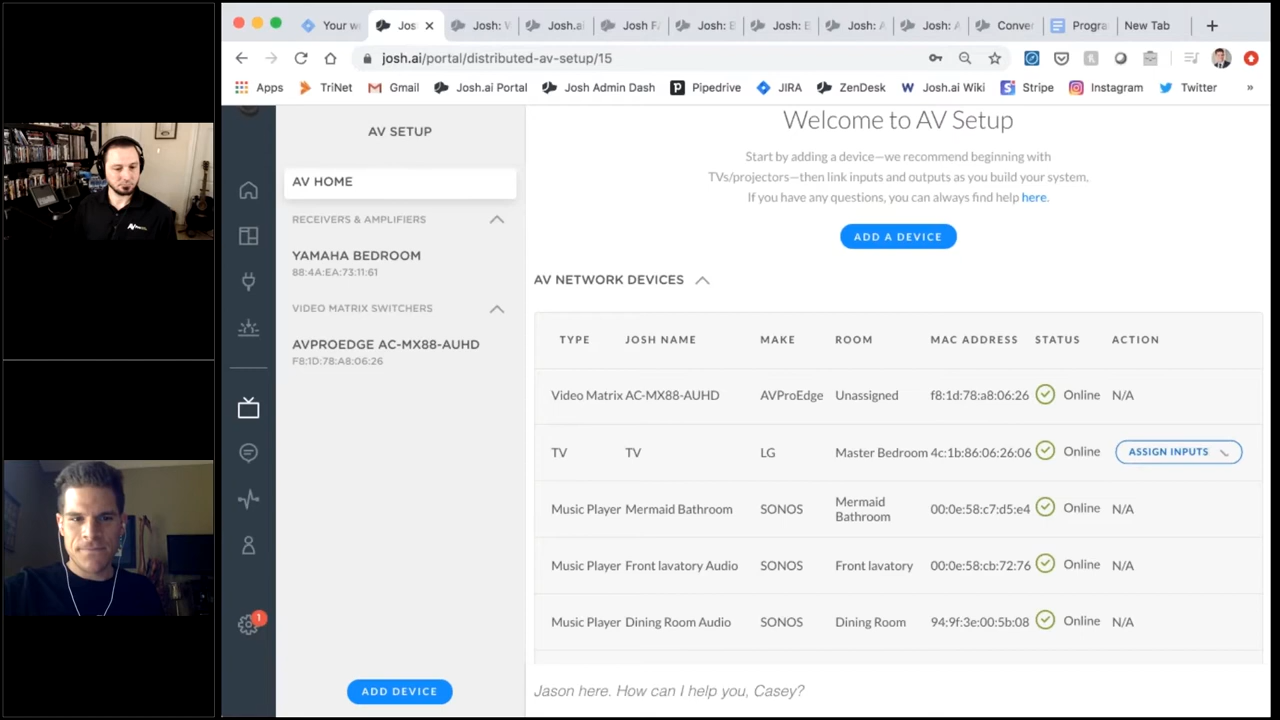 Your w
Jos
Josh: V
Josh.ai
Josh FA
Josh: E
Josh: E
Josh: A
Josh: A
Conver
Progra
New Tab
josh.ai/portal/distributed-av-setup/15
Apps
TriNet
Gmail
Josh.ai Portal
Josh Admin Dash
Pipedrive
JIRA
ZenDesk
Josh.ai Wiki
Stripe
Instagram
Twitter
»
AV SETUP
AV HOME
RECEIVERS & AMPLIFIERS
YAMAHA BEDROOM
88:4A:EA:73:11:61
VIDEO MATRIX SWITCHERS
AVPROEDGE AC-MX88-AUHD
F8:1D:78:A8:06:26
1
ADD DEVICE
Welcome to AV Setup
Start by adding a device—we recommend beginning with
TVs/projectors—then link inputs and outputs as you build your system.
If you have any questions, you can always find help here.
ADD A DEVICE
AV NETWORK DEVICES
TYPE JOSH NAME MAKE ROOM MAC ADDRESS STATUS ACTION
Video Matrix AC-MX88-AUHD AVProEdge Unassigned f8:1d:78:a8:06:26 Online N/A
TV TV LG Master Bedroom 4c:1b:86:06:26:06 Online ASSIGN INPUTS
Music Player Mermaid Bathroom SONOS Mermaid Bathroom 00:0e:58:c7:d5:e4 Online N/A
Music Player Front lavatory Audio SONOS Front lavatory 00:0e:58:cb:72:76 Online N/A
Music Player Dining Room Audio SONOS Dining Room 94:9f:3e:00:5b:08 Online N/A
Jason here. How can I help you, Casey?